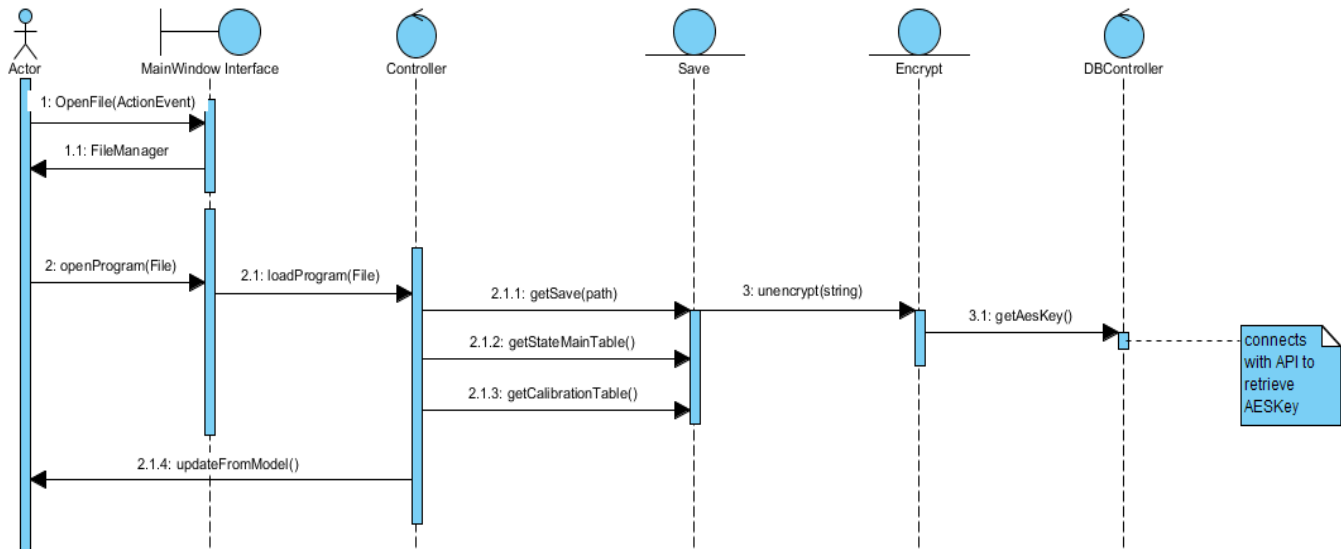 Actor
MainWindow Interface
Controller
Save
Encrypt
DBController
1: OpenFile(ActionEvent)
1.1: FileManager
2: openProgram(File)
2.1: loadProgram(File)
2.1.1: getSave(path)
3: unencrypt(string)
3.1: getAesKey()
2.1.2: getStateMainTable()
2.1.3: getCalibrationTable()
2.1.4: updateFromModel()
connects
with API to
retrieve
AESKey